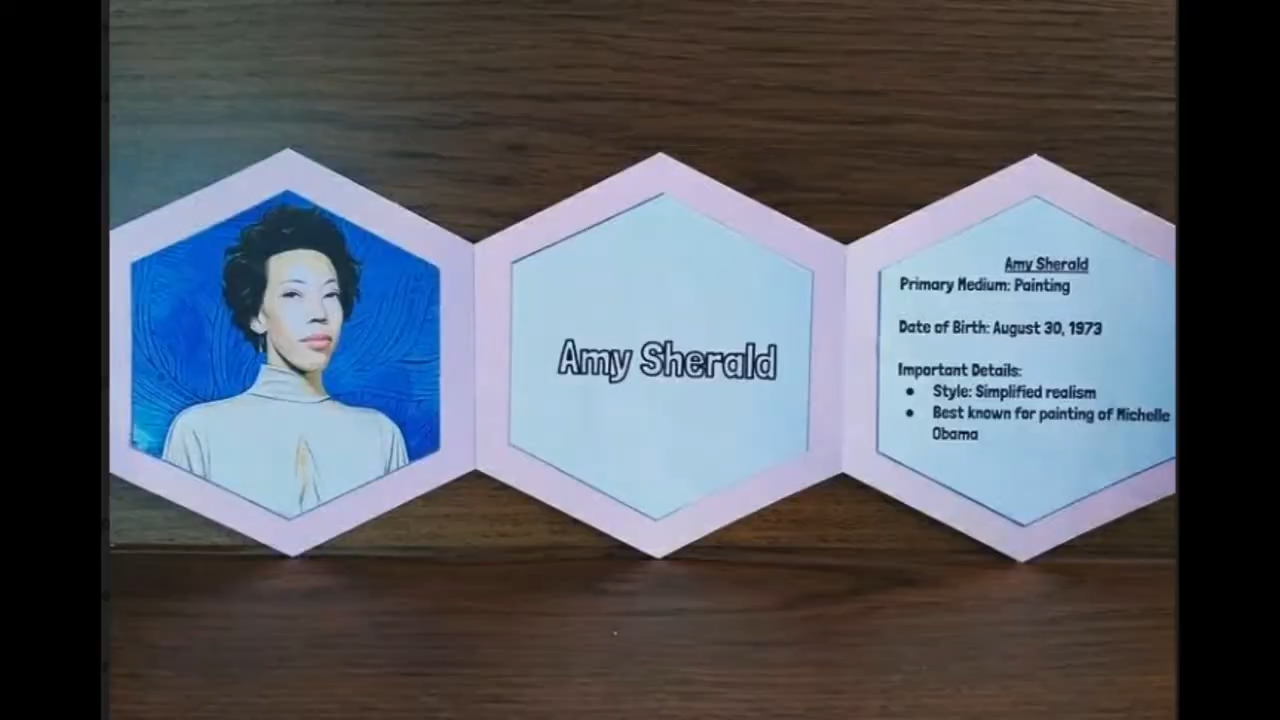 Amy Sherald
Amy Sherald
Primary Medium: Painting
Date of Birth: August 30, 1973
Important Details:
● Style: Simplified realism
● Best known for painting of Michelle
Obama